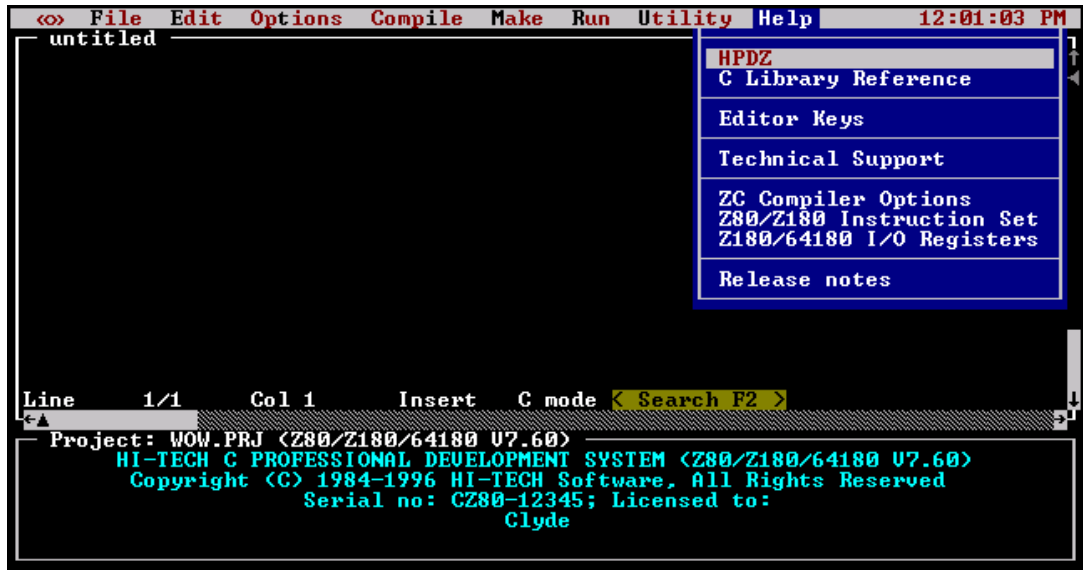 <> File Edit Options Compile Make Run Utility Help 12:01:03 PM
untitled
HPDZ
C Library Reference
Editor Keys
Technical Support
ZC Compiler Options
Z80/Z180 Instruction Set
Z180/64180 I/O Registers
Release notes
Line 1/1 Col 1 Insert C mode < Search F2 >
Project: WOW.PRJ (Z80/Z180/64180 V7.60)
HI-TECH C PROFESSIONAL DEVELOPMENT SYSTEM (Z80/Z180/64180 V7.60)
Copyright (C) 1984-1996 HI-TECH Software, All Rights Reserved
Serial no: CZ80-12345; Licensed to:
Clyde